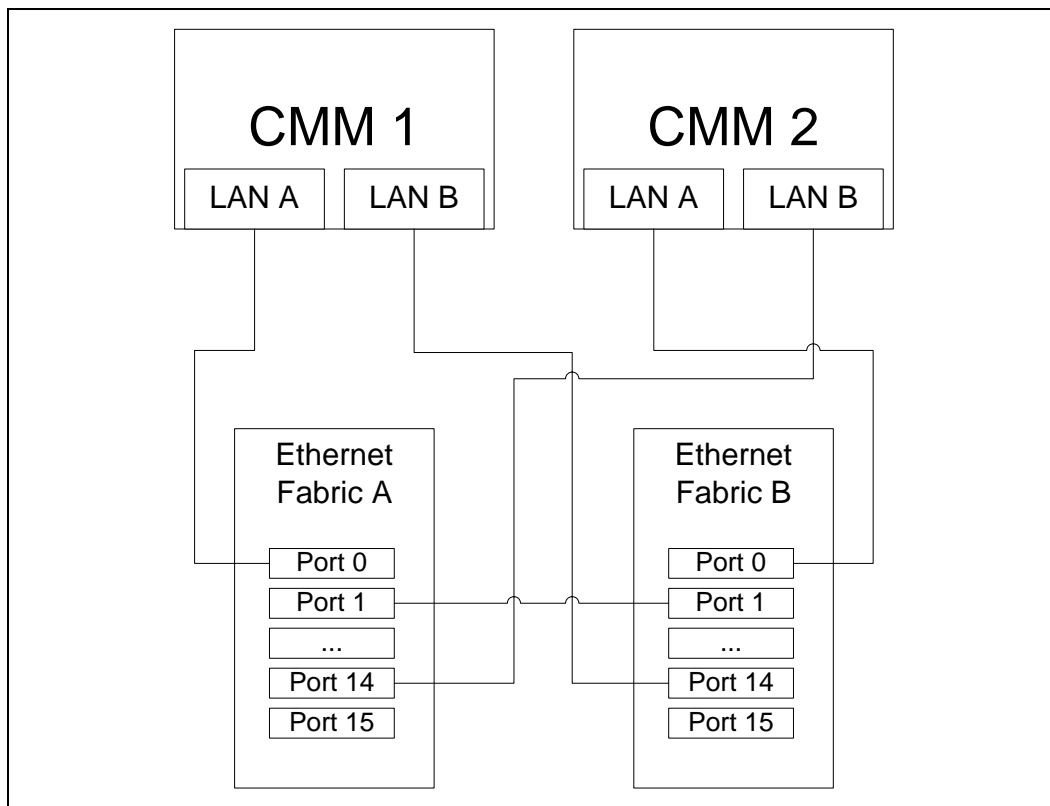 CMM 1
LAN A
LAN B
CMM 2
LAN A
LAN B
Ethernet
Fabric A
Port 0
Port 1
...
Port 14
Port 15
Ethernet
Fabric B
Port 0
Port 1
...
Port 14
Port 15